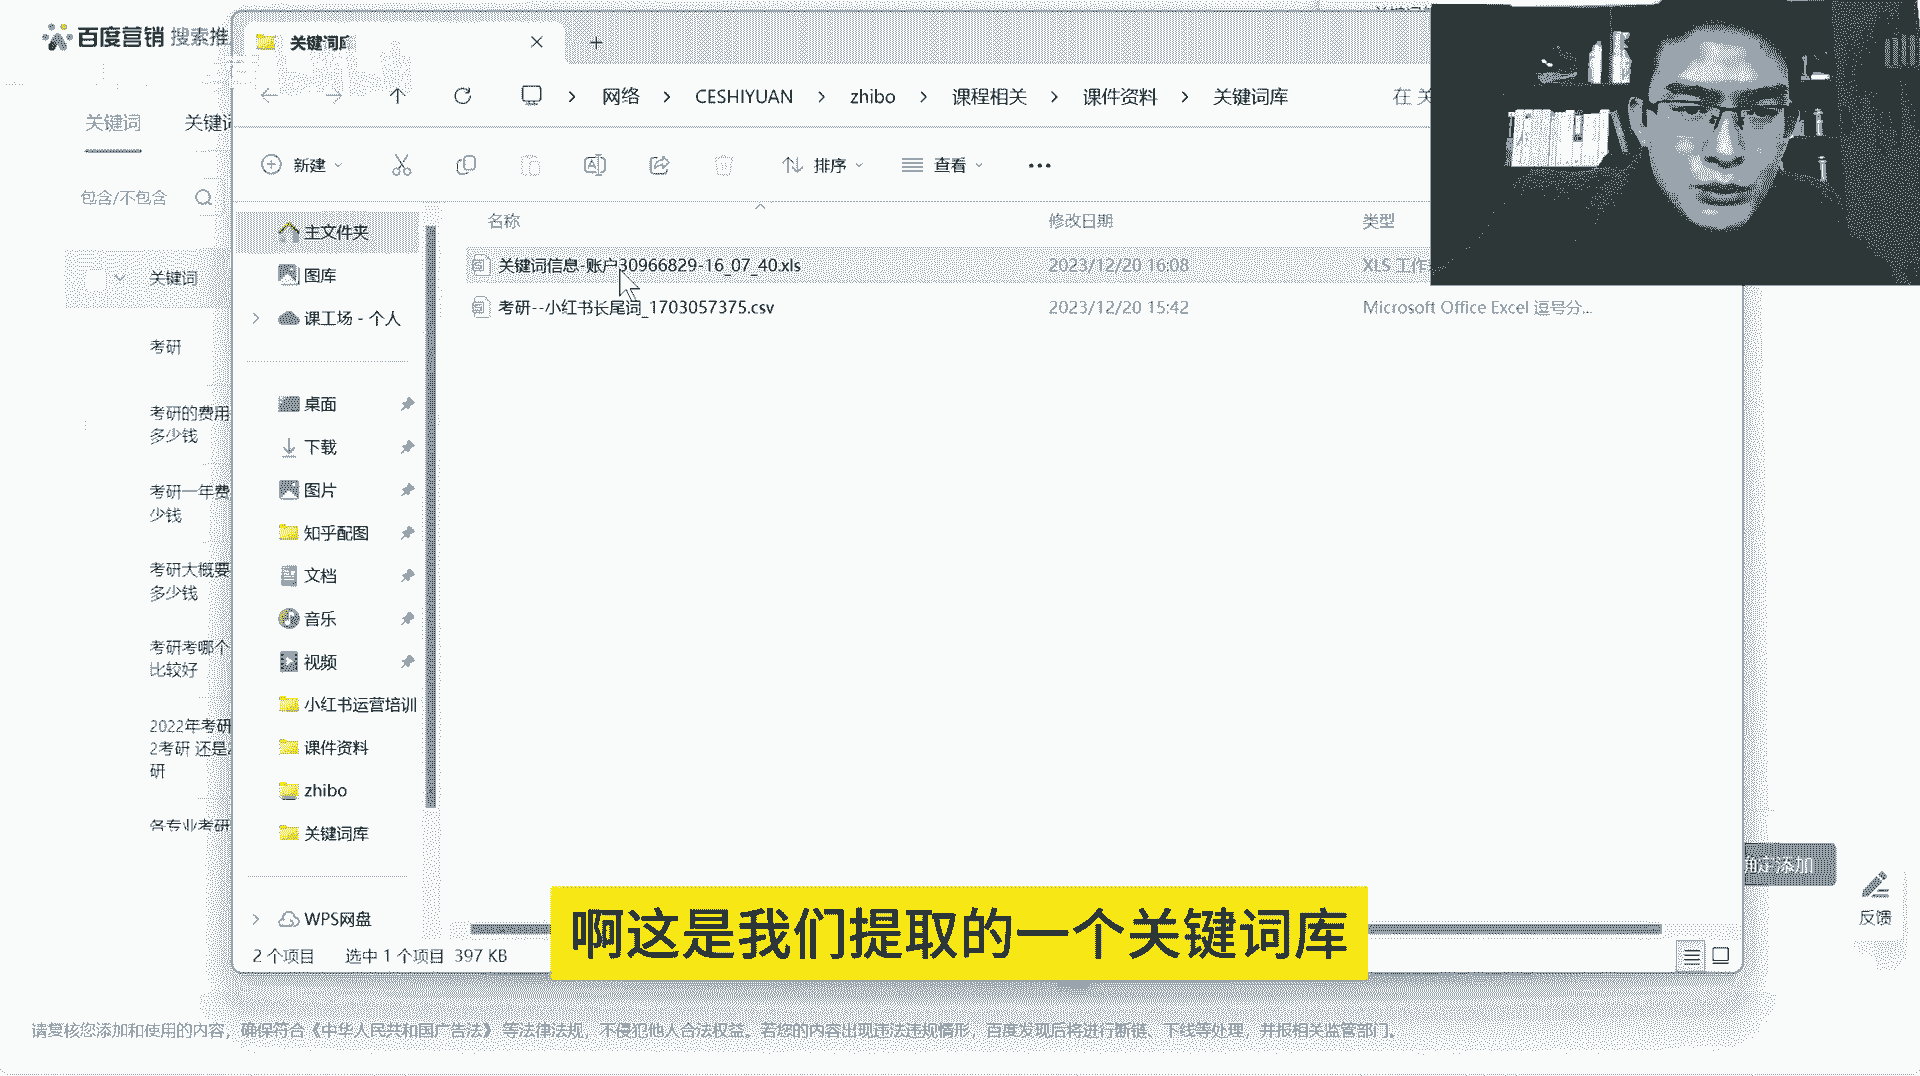 百度营销 搜索推
关键词库
网络 CESHIYUAN zhibo 课程相关 课件资料 关键词库
在 关
关键词 关键词
新建 排序 查看
包含/不包含
名称 修改日期 类型
主文件夹
关键词信息-账户30966829-16_07_40.xls 2023/12/20 16:08 XLS 工作
图库
关键词
考研--小红书长尾词_1703057375.csv 2023/12/20 15:42 Microsoft Office Excel 逗号分...
课工场 - 个人
考研
桌面
考研的费用
多少钱
下载
图片
考研一年费
少钱
知乎配图
考研大概要
多少钱
文档
音乐
考研考哪个
比较好
视频
小红书运营培训
2022年考研
2考研 还是
研
课件资料
zhibo
各专业考研
关键词库
确定添加
反馈
WPS网盘
啊这是我们提取的一个关键词库
2 个项目 选中 1 个项目 397 KB
请复核您添加和使用的内容，确保符合《中华人民共和国广告法》 等法律法规，不侵犯他人合法权益。若您的内容出现违法违规情形，百度发现后将进行断链、下线等处理，并报相关监管部门。